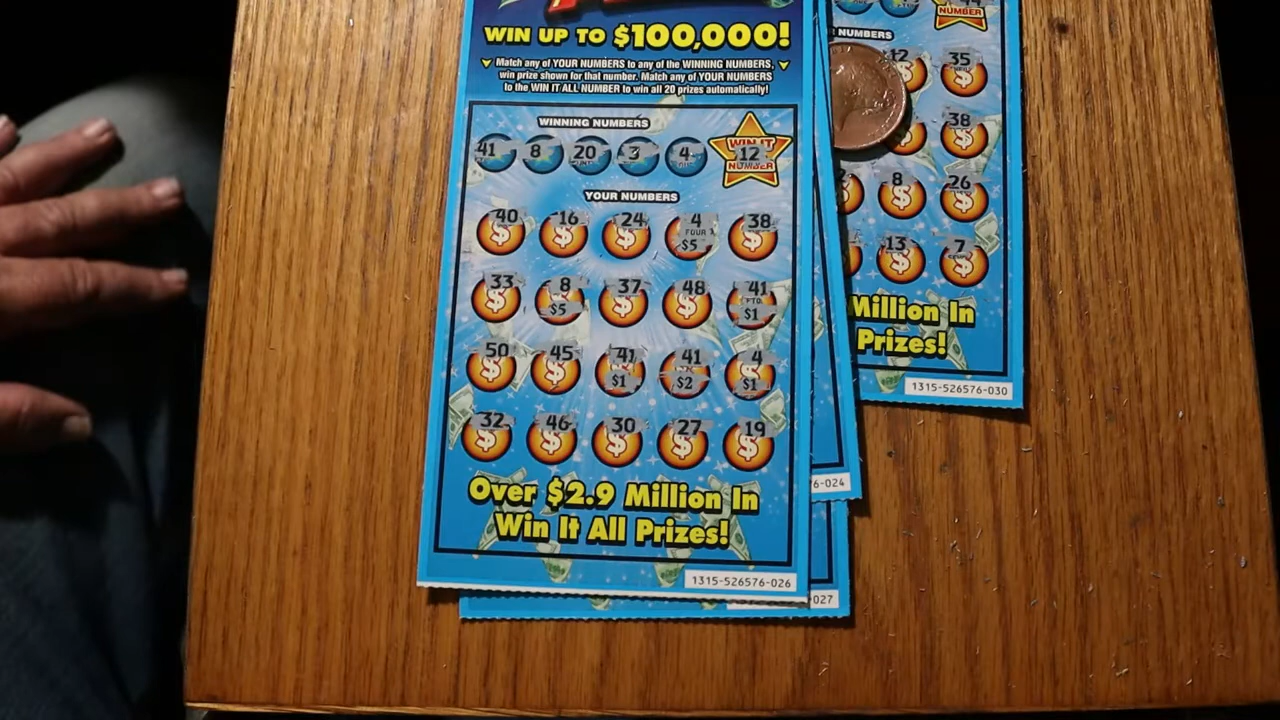 WIN UP TO $100,000!
Match any of YOUR NUMBERS to any of the WINNING NUMBERS,
win prize shown for that number. Match any of YOUR NUMBERS
to the WIN IT ALL NUMBER to win all 20 prizes automatically!
WINNING NUMBERS
41 8 20 3 4
WIN IT
12
NUMBER
YOUR NUMBERS
40 16 24 4 38
FOUR
$ $ $ $5 $
33 8 37 48 41
$ $5 $ $ $1
50 45 41 41 4
$ $ $1 $2 $1
32 46 30 27 19
$ $ $ $ $
Over $2.9 Million In
Win It All Prizes!
1315-526576-026
6-024
027
44
NUMBER
NUMBERS
12 35
$ $
38
$
8 26
$ $
13 7
$ $
Million In
Prizes!
1315-526576-030